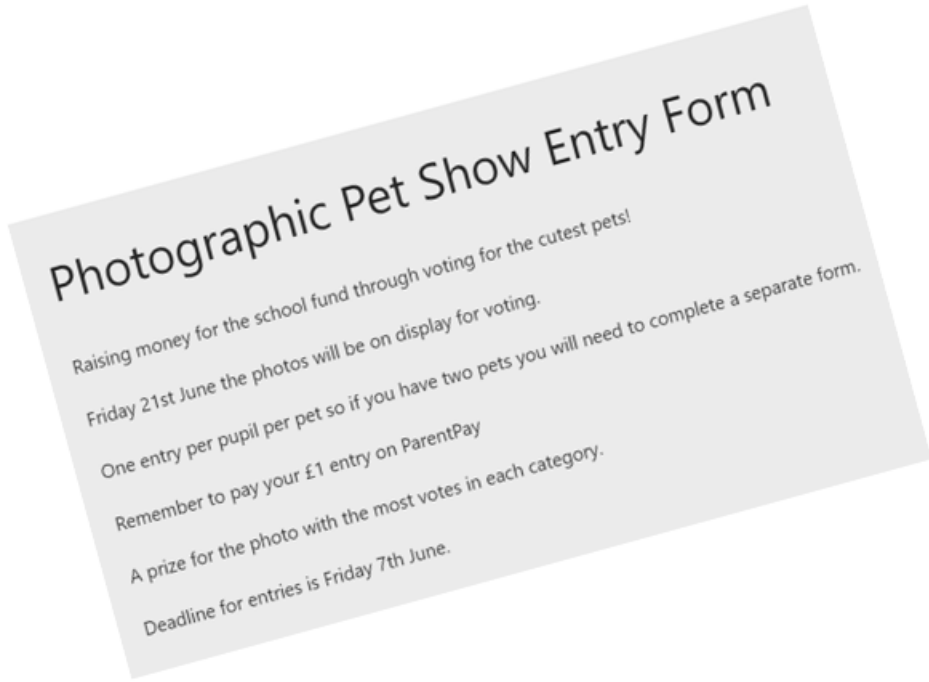 Photographic Pet Show Entry Form
Raising money for the school fund through voting for the cutest pets!
Friday 21st June the photos will be on display for voting.
One entry per pupil per pet so if you have two pets you will need to complete a separate form.
Remember to pay your £1 entry on ParentPay
A prize for the photo with the most votes in each category.
Deadline for entries is Friday 7th June.